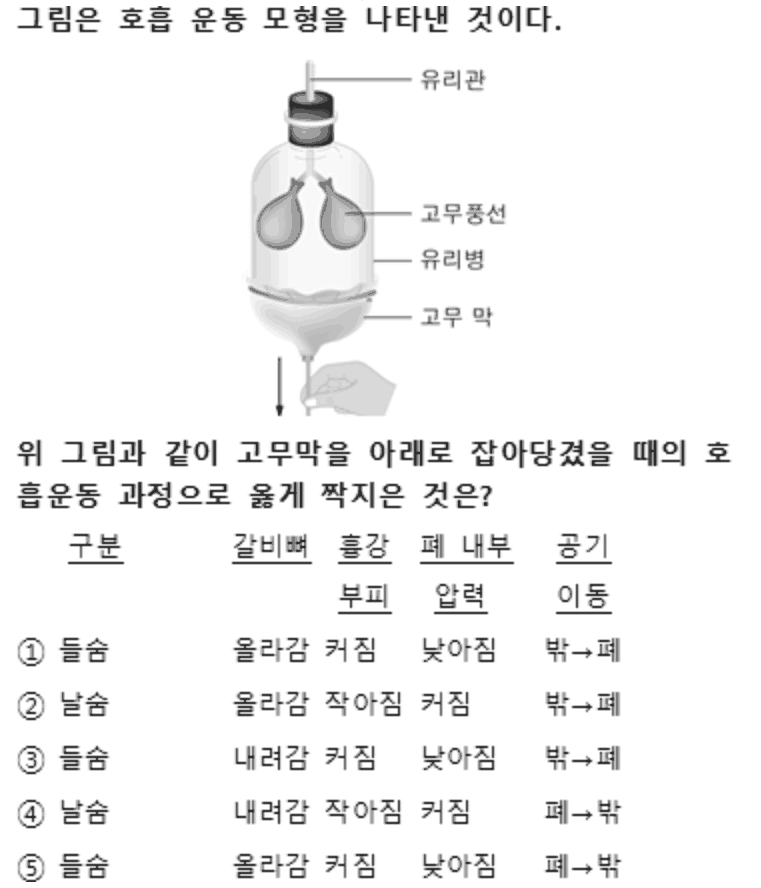 그림은 호흡 운동 모형을 나타낸 것이다.
유리관
고무풍선
유리병
고무 막
위 그림과 같이 고무막을 아래로 잡아당겼을 때의 호
흡운동 과정으로 옳게 짝지은 것은?
구분 갈비뼈 흉강 폐 내부 공기
부피 압력 이동
① 들숨 올라감 커짐 낮아짐 밖→폐
② 날숨 올라감 작아짐 커짐 밖→폐
③ 들숨 내려감 커짐 낮아짐 밖→폐
④ 날숨 내려감 작아짐 커짐 폐→밖
⑤ 들숨 올라감 커짐 낮아짐 폐→밖